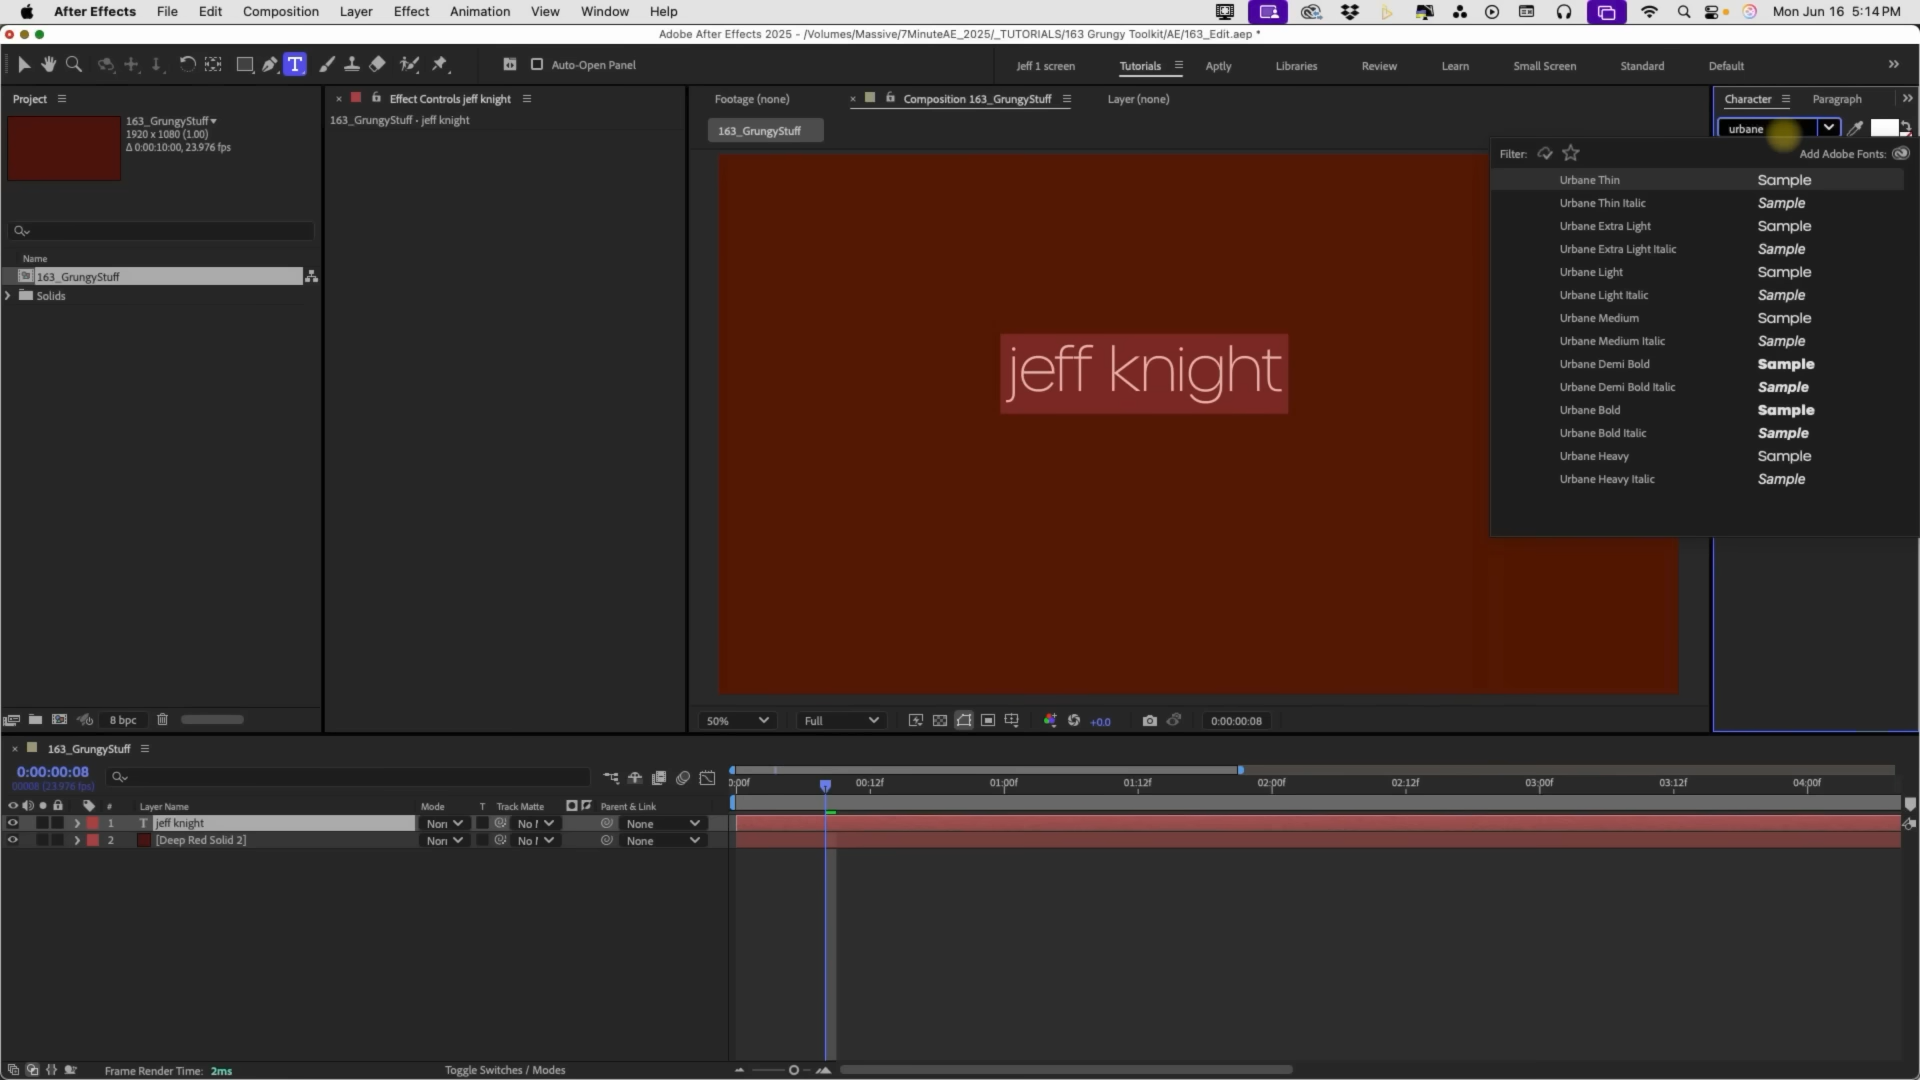 After Effects File Edit Composition Layer Effect Animation View Window Help Mon Jun 16 5:14 PM
Adobe After Effects 2025 - /Volumes/Massive/7MinuteAE_2025/_TUTORIALS/163 Grungy Toolkit/AE/163_Edit.aep *
T Auto-Open Panel Jeff 1 screen Tutorials Aptly Libraries Review Learn Small Screen Standard Default
Project Effect Controls jeff knight Footage (none) Composition 163_GrungyStuff Layer (none) Character Paragraph
163_GrungyStuff
1920 x 1080 (1.00)
Δ 0:00:10:00, 23.976 fps
163_GrungyStuff • jeff knight
163_GrungyStuff
urbane
Filter: Add Adobe Fonts:
Urbane Thin Sample
Urbane Thin Italic Sample
Urbane Extra Light Sample
Urbane Extra Light Italic Sample
Urbane Light Sample
Urbane Light Italic Sample
Urbane Medium Sample
Urbane Medium Italic Sample
Urbane Demi Bold Sample
Urbane Demi Bold Italic Sample
Urbane Bold Sample
Urbane Bold Italic Sample
Urbane Heavy Sample
Urbane Heavy Italic Sample
Name
163_GrungyStuff
Solids
jeff knight
8 bpc 50% Full +0.0 0:00:00:08
163_GrungyStuff
0:00:00:08
00008 (23.976 fps)
0:00f 00:12f 01:00f 01:12f 02:00f 02:12f 03:00f 03:12f 04:00f
# Layer Name Mode T Track Matte Parent & Link
1 T jeff knight Non No None
2 [Deep Red Solid 2] Non No None
Frame Render Time: 2ms Toggle Switches / Modes